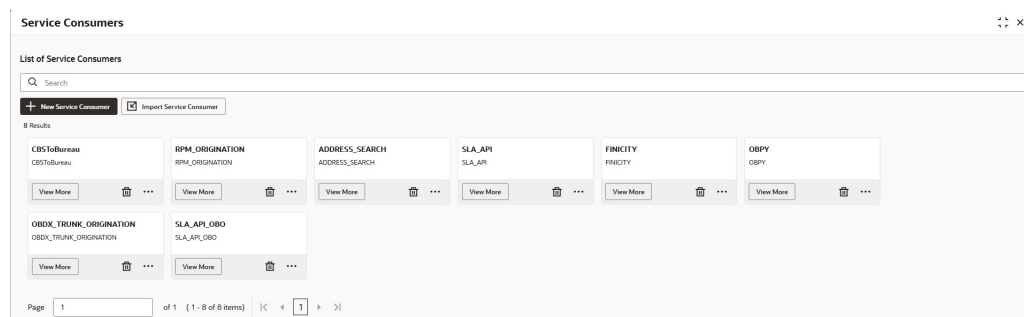 Service Consumers
List of Service Consumers
Search
New Service Consumer Import Service Consumer
8 Results
CBSToBureau RPM_ORIGINATION ADDRESS_SEARCH SLA_API FINICITY OBPY
CBSToBureau RPM_ORIGINATION ADDRESS_SEARCH SLA_API FINICITY OBPY
View More View More View More View More View More View More
OBDX_TRUNK_ORIGINATION SLA_API_OBO
OBDX_TRUNK_ORIGINATION SLA_API_OBO
View More View More
Page 1 of 1 (1 - 8 of 8 items) 1